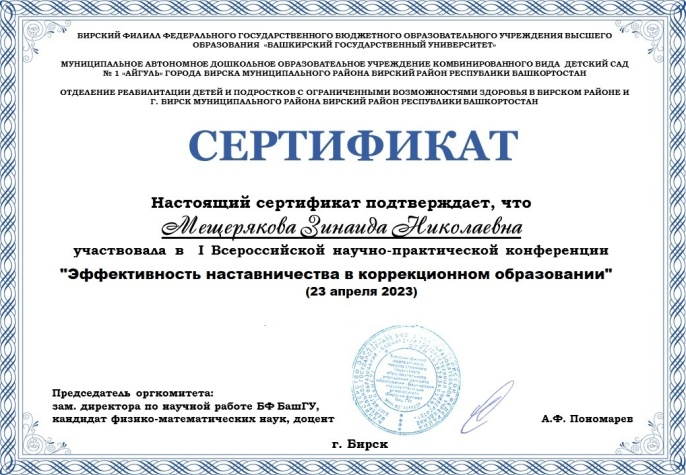 БИРСКИЙ ФИЛИАЛ ФЕДЕРАЛЬНОГО ГОСУДАРСТВЕННОГО БЮДЖЕТНОГО ОБРАЗОВАТЕЛЬНОГО УЧРЕЖДЕНИЯ ВЫСШЕГО
ОБРАЗОВАНИЯ «БАШКИРСКИЙ ГОСУДАРСТВЕННЫЙ УНИВЕРСИТЕТ»
МУНИЦИПАЛЬНОЕ АВТОНОМНОЕ ДОШКОЛЬНОЕ ОБРАЗОВАТЕЛЬНОЕ УЧРЕЖДЕНИЕ КОМБИНИРОВАННОГО ВИДА ДЕТСКИЙ САД
№ 1 «АЙГУЛЬ» ГОРОДА БИРСКА МУНИЦИПАЛЬНОГО РАЙОНА БИРСКИЙ РАЙОН РЕСПУБЛИКИ БАШКОРТОСТАН
ОТДЕЛЕНИЕ РЕАБИЛИТАЦИИ ДЕТЕЙ И ПОДРОСТКОВ С ОГРАНИЧЕННЫМИ ВОЗМОЖНОСТЯМИ ЗДОРОВЬЯ В БИРСКОМ РАЙОНЕ И
Г. БИРСК МУНИЦИПАЛЬНОГО РАЙОНА БИРСКИЙ РАЙОН РЕСПУБЛИКИ БАШКОРТОСТАН
СЕРТИФИКАТ
Настоящий сертификат подтверждает, что
Мещерякова Зинаида Николаевна
участвовала в I Всероссийской научно-практической конференции
"Эффективность наставничества в коррекционном образовании"
(23 апреля 2023)
Председатель оргкомитета:
зам. директора по научной работе БФ БашГУ,
кандидат физико-математических наук, доцент
А.Ф. Пономарев
г. Бирск